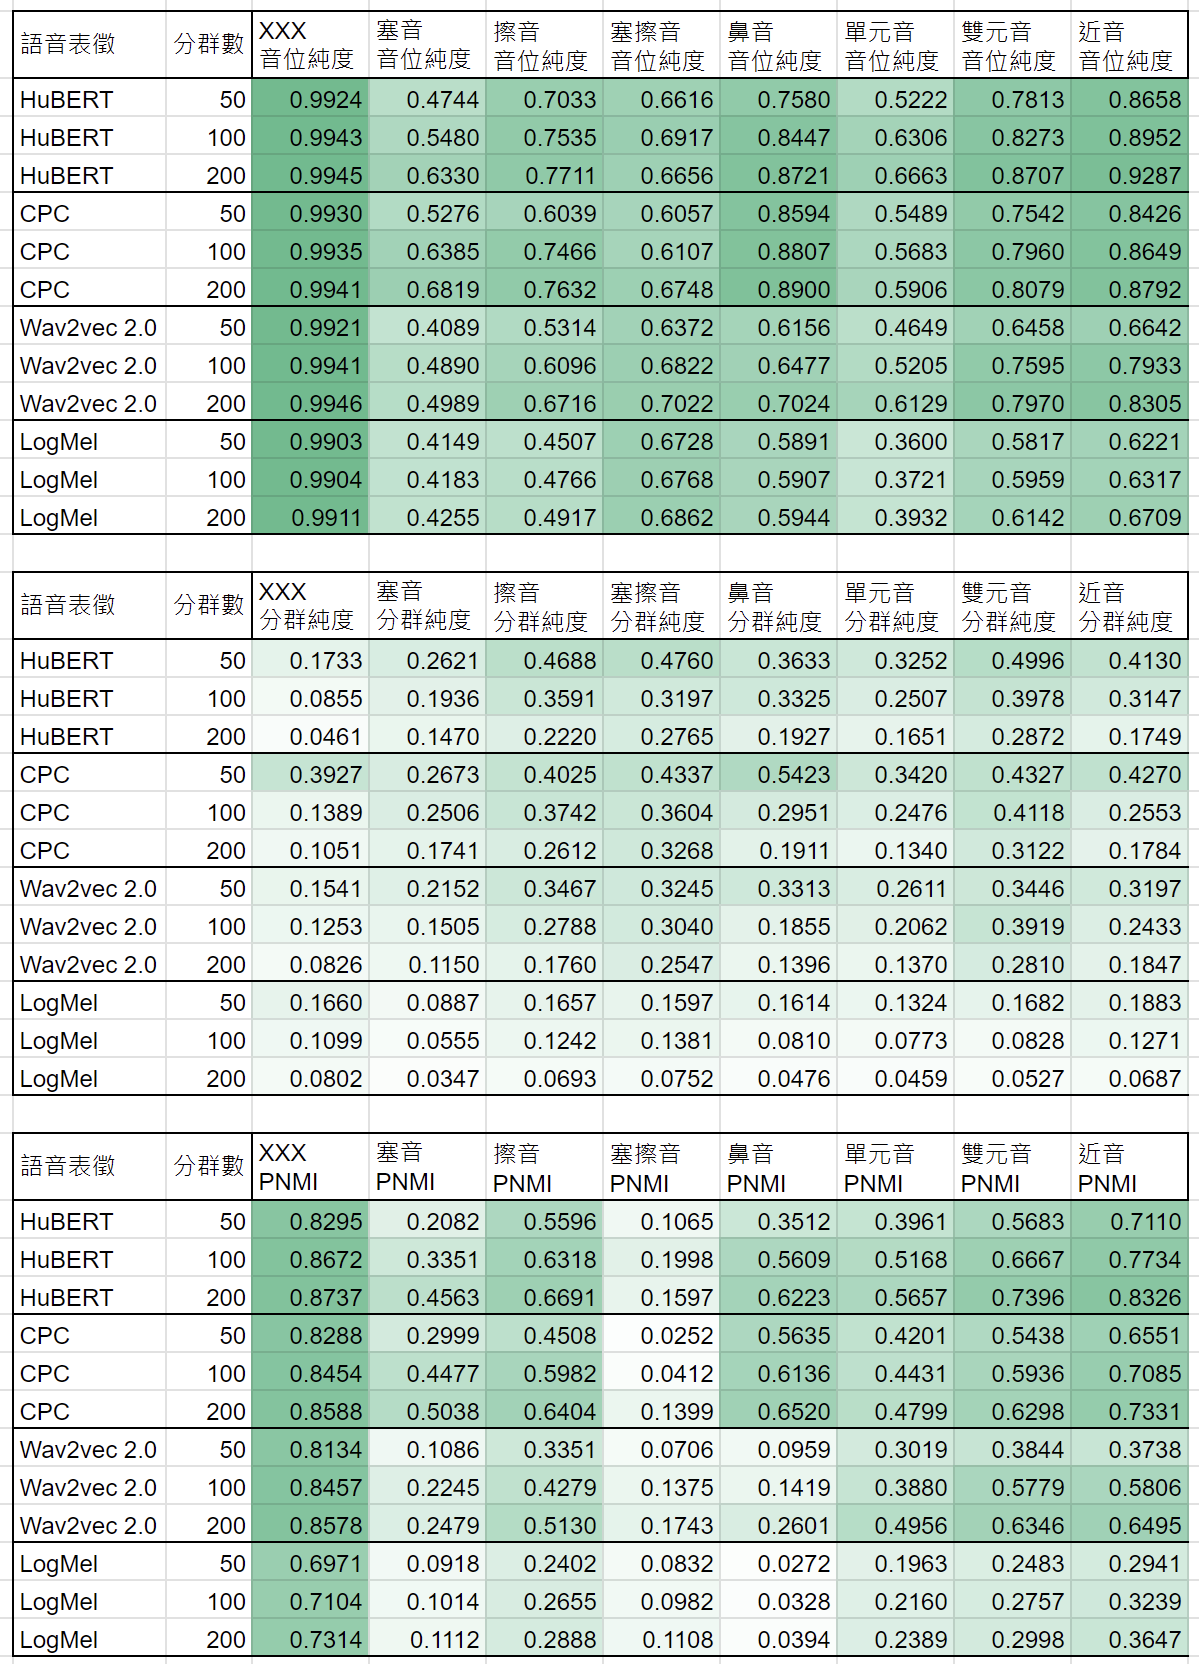 語音表徵 分群數 XXX 音位純度 塞音 音位純度 擦音 音位純度 塞擦音 音位純度 鼻音 音位純度 單元音 音位純度 雙元音 音位純度 近音 音位純度
HuBERT 50 0.9924 0.4744 0.7033 0.6616 0.7580 0.5222 0.7813 0.8658
HuBERT 100 0.9943 0.5480 0.7535 0.6917 0.8447 0.6306 0.8273 0.8952
HuBERT 200 0.9945 0.6330 0.7711 0.6656 0.8721 0.6663 0.8707 0.9287
CPC 50 0.9930 0.5276 0.6039 0.6057 0.8594 0.5489 0.7542 0.8426
CPC 100 0.9935 0.6385 0.7466 0.6107 0.8807 0.5683 0.7960 0.8649
CPC 200 0.9941 0.6819 0.7632 0.6748 0.8900 0.5906 0.8079 0.8792
Wav2vec 2.0 50 0.9921 0.4089 0.5314 0.6372 0.6156 0.4649 0.6458 0.6642
Wav2vec 2.0 100 0.9941 0.4890 0.6096 0.6822 0.6477 0.5205 0.7595 0.7933
Wav2vec 2.0 200 0.9946 0.4989 0.6716 0.7022 0.7024 0.6129 0.7970 0.8305
LogMel 50 0.9903 0.4149 0.4507 0.6728 0.5891 0.3600 0.5817 0.6221
LogMel 100 0.9904 0.4183 0.4766 0.6768 0.5907 0.3721 0.5959 0.6317
LogMel 200 0.9911 0.4255 0.4917 0.6862 0.5944 0.3932 0.6142 0.6709
語音表徵 分群數 XXX 分群純度 塞音 分群純度 擦音 分群純度 塞擦音 分群純度 鼻音 分群純度 單元音 分群純度 雙元音 分群純度 近音 分群純度
HuBERT 50 0.1733 0.2621 0.4688 0.4760 0.3633 0.3252 0.4996 0.4130
HuBERT 100 0.0855 0.1936 0.3591 0.3197 0.3325 0.2507 0.3978 0.3147
HuBERT 200 0.0461 0.1470 0.2220 0.2765 0.1927 0.1651 0.2872 0.1749
CPC 50 0.3927 0.2673 0.4025 0.4337 0.5423 0.3420 0.4327 0.4270
CPC 100 0.1389 0.2506 0.3742 0.3604 0.2951 0.2476 0.4118 0.2553
CPC 200 0.1051 0.1741 0.2612 0.3268 0.1911 0.1340 0.3122 0.1784
Wav2vec 2.0 50 0.1541 0.2152 0.3467 0.3245 0.3313 0.2611 0.3446 0.3197
Wav2vec 2.0 100 0.1253 0.1505 0.2788 0.3040 0.1855 0.2062 0.3919 0.2433
Wav2vec 2.0 200 0.0826 0.1150 0.1760 0.2547 0.1396 0.1370 0.2810 0.1847
LogMel 50 0.1660 0.0887 0.1657 0.1597 0.1614 0.1324 0.1682 0.1883
LogMel 100 0.1099 0.0555 0.1242 0.1381 0.0810 0.0773 0.0828 0.1271
LogMel 200 0.0802 0.0347 0.0693 0.0752 0.0476 0.0459 0.0527 0.0687
語音表徵 分群數 XXX PNMI 塞音 PNMI 擦音 PNMI 塞擦音 PNMI 鼻音 PNMI 單元音 PNMI 雙元音 PNMI 近音 PNMI
HuBERT 50 0.8295 0.2082 0.5596 0.1065 0.3512 0.3961 0.5683 0.7110
HuBERT 100 0.8672 0.3351 0.6318 0.1998 0.5609 0.5168 0.6667 0.7734
HuBERT 200 0.8737 0.4563 0.6691 0.1597 0.6223 0.5657 0.7396 0.8326
CPC 50 0.8288 0.2999 0.4508 0.0252 0.5635 0.4201 0.5438 0.6551
CPC 100 0.8454 0.4477 0.5982 0.0412 0.6136 0.4431 0.5936 0.7085
CPC 200 0.8588 0.5038 0.6404 0.1399 0.6520 0.4799 0.6298 0.7331
Wav2vec 2.0 50 0.8134 0.1086 0.3351 0.0706 0.0959 0.3019 0.3844 0.3738
Wav2vec 2.0 100 0.8457 0.2245 0.4279 0.1375 0.1419 0.3880 0.5779 0.5806
Wav2vec 2.0 200 0.8578 0.2479 0.5130 0.1743 0.2601 0.4956 0.6346 0.6495
LogMel 50 0.6971 0.0918 0.2402 0.0832 0.0272 0.1963 0.2483 0.2941
LogMel 100 0.7104 0.1014 0.2655 0.0982 0.0328 0.2160 0.2757 0.3239
LogMel 200 0.7314 0.1112 0.2888 0.1108 0.0394 0.2389 0.2998 0.3647